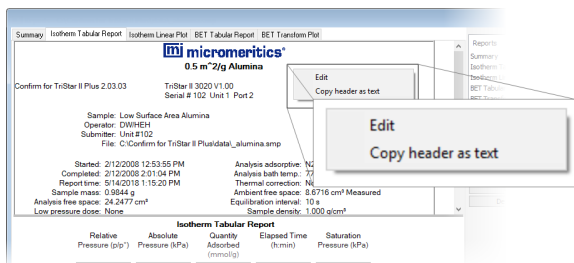 Summary Isotherm Tabular Report Isotherm Linear Plot BET Tabular Report BET Transform Plot
mi micromeritics®
0.5 m^2/g Alumina
Confirm for TriStar II Plus 2.03.03 TriStar II 3020 V1.00
Serial # 102 Unit 1 Port 2
Edit
Copy header as text
Reports
Summary
Isotherm
Isotherm
BET Tabul
Edit
Copy header as text
Sample: Low Surface Area Alumina
Operator: DW/HEH
Submitter: Unit #102
File: C:\Confirm for TriStar II Plus\data\_alumina.smp
Started: 2/12/2008 12:53:55 PM Analysis adsorptive: N2
Completed: 2/12/2008 2:01:04 PM Analysis bath temp.:
Report time: 5/14/2018 1:15:20 PM Thermal correction:
Sample mass: 0.9844 g Ambient free space: 8.6716 cm³ Measured
Analysis free space: 24.2477 cm³ Equilibration interval: 10 s
Low pressure dose: None Sample density: 1.000 g/cm³
Isotherm Tabular Report
Relative Absolute Quantity Elapsed Time Saturation
Pressure (p/p°) Pressure (kPa) Adsorbed (h:min) Pressure (kPa)
(mmol/g)